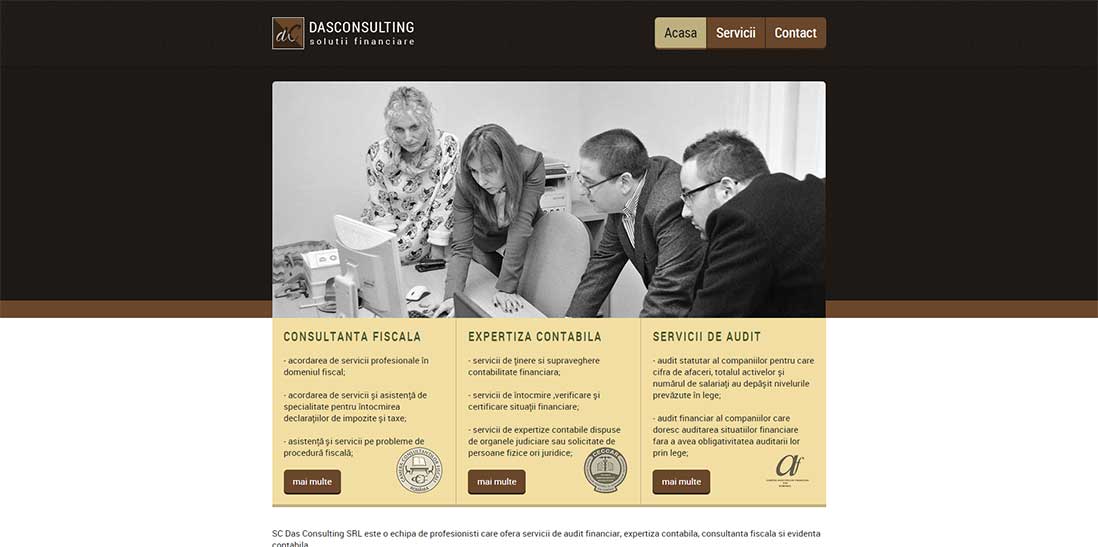 dC
DASCONSULTING
solutii financiare
Acasa
Servicii
Contact
CONSULTANTA FISCALA
- acordarea de servicii profesionale în
domeniul fiscal;
- acordarea de servicii şi asistenţă de
specialitate pentru întocmirea
declaraţiilor de impozite şi taxe;
- asistenţă şi servicii pe probleme de
procedură fiscală;
mai multe
EXPERTIZA CONTABILA
- servicii de ţinere si supraveghere
contabilitate financiara;
- servicii de întocmire ,verificare şi
certificare situaţii financiare;
- servicii de expertize contabile dispuse
de organele judiciare sau solicitate de
persoane fizice ori juridice;
CECCAR
mai multe
SERVICII DE AUDIT
- audit statutar al companiilor pentru care
cifra de afaceri, totalul activelor şi
numărul de salariaţi au depăşit nivelurile
prevăzute în lege;
- audit financiar al companiilor care
doresc auditarea situatiilor financiare
fara a avea obligativitatea auditarii lor
prin lege;
af
mai multe
SC Das Consulting SRL este o echipa de profesionisti care ofera servicii de audit financiar, expertiza contabila, consultanta fiscala si evidenta
contabila